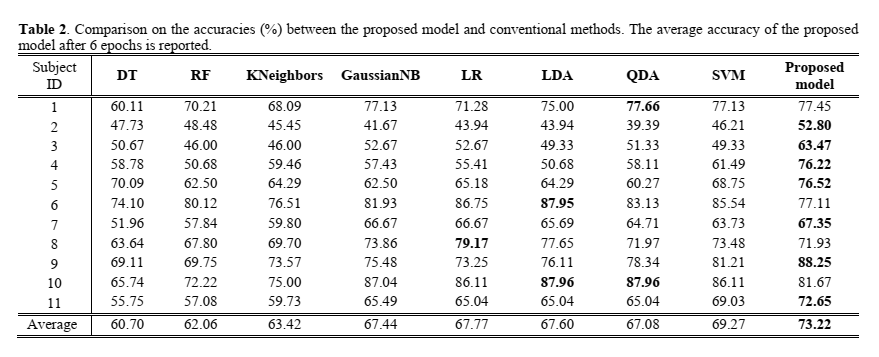 Table 2. Comparison on the accuracies (%) between the proposed model and conventional methods. The average accuracy of the proposed
model after 6 epochs is reported.
Subject ID DT RF KNeighbors GaussianNB LR LDA QDA SVM Proposed model
1 60.11 70.21 68.09 77.13 71.28 75.00 77.66 77.13 77.45
2 47.73 48.48 45.45 41.67 43.94 43.94 39.39 46.21 52.80
3 50.67 46.00 46.00 52.67 52.67 49.33 51.33 49.33 63.47
4 58.78 50.68 59.46 57.43 55.41 50.68 58.11 61.49 76.22
5 70.09 62.50 64.29 62.50 65.18 64.29 60.27 68.75 76.52
6 74.10 80.12 76.51 81.93 86.75 87.95 83.13 85.54 77.11
7 51.96 57.84 59.80 66.67 66.67 65.69 64.71 63.73 67.35
8 63.64 67.80 69.70 73.86 79.17 77.65 71.97 73.48 71.93
9 69.11 69.75 73.57 75.48 73.25 76.11 78.34 81.21 88.25
10 65.74 72.22 75.00 87.04 86.11 87.96 87.96 86.11 81.67
11 55.75 57.08 59.73 65.49 65.04 65.04 65.04 69.03 72.65
Average 60.70 62.06 63.42 67.44 67.77 67.60 67.08 69.27 73.22